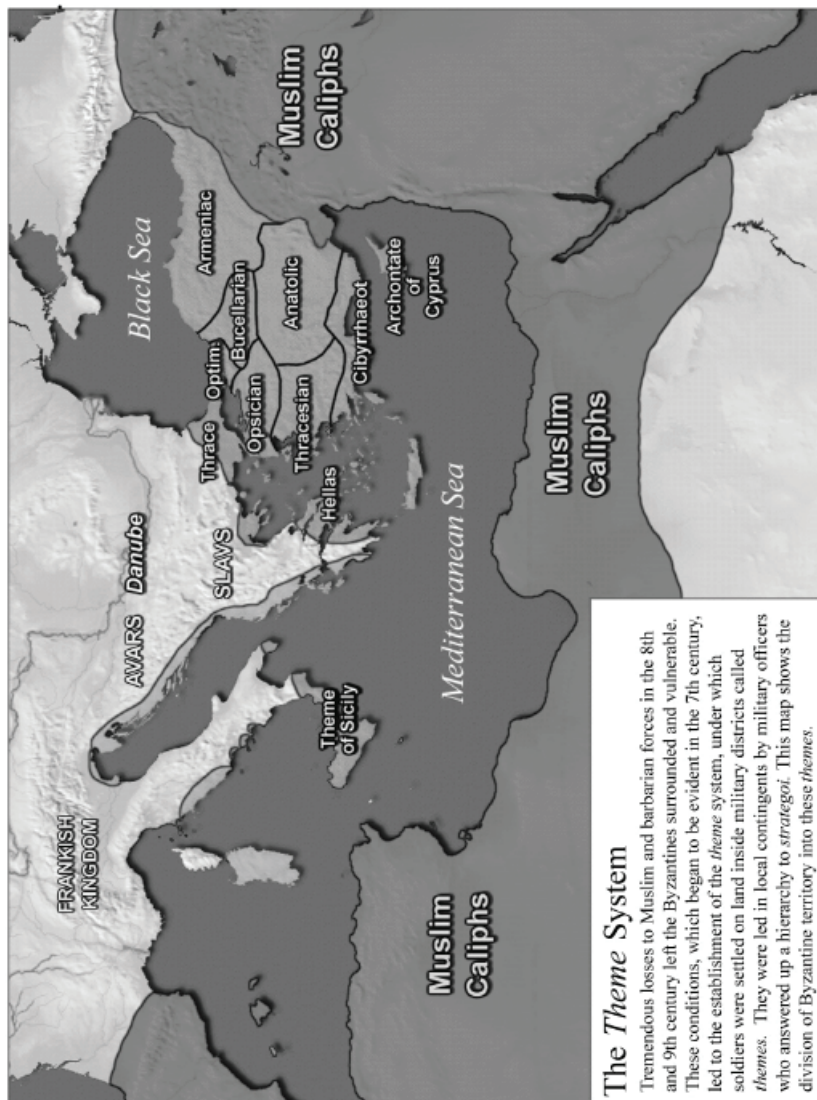 FRANKISH
KINGDOM
AVARS
Danube
SLAVS
Black Sea
Thrace
Optim.
Bucellarian
Armeniac
Opsician
Anatolic
Thracesian
Hellas
Cibyrrhaeot
Archontate
of
Cyprus
Theme
of Sicily
Mediterranean Sea
Muslim
Caliphs
Muslim
Caliphs
Muslim
Caliphs
The Theme System
Tremendous losses to Muslim and barbarian forces in the 8th
and 9th century left the Byzantines surrounded and vulnerable.
These conditions, which began to be evident in the 7th century,
led to the establishment of the theme system, under which
soldiers were settled on land inside military districts called
themes. They were led in local contingents by military officers
who answered up a hierarchy to strategoi. This map shows the
division of Byzantine territory into these themes.